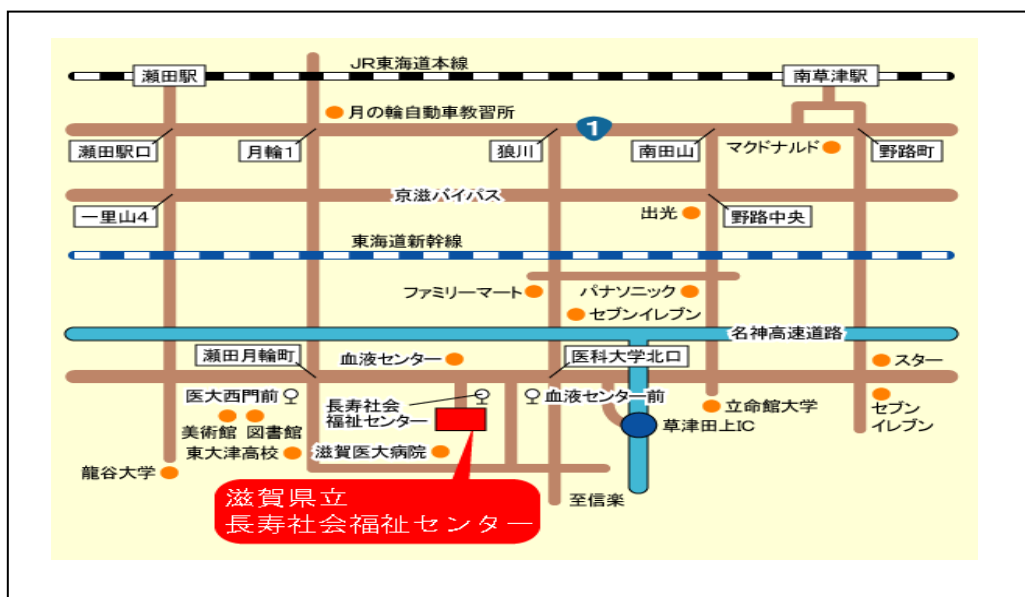 JR東海道本線
瀬田駅
南草津駅
月の輪自動車教習所
1
瀬田駅口
月輪1
狼川
南田山
マクドナルド
野路町
京滋バイパス
一里山4
出光
野路中央
東海道新幹線
ファミリーマート
パナソニック
セブンイレブン
名神高速道路
瀬田月輪町
血液センター
医科大学北口
スター
医大西門前
長寿社会
福祉センター
血液センター前
立命館大学
セブン
イレブン
美術館
図書館
草津田上IC
東大津高校
滋賀医大病院
龍谷大学
滋賀県立
長寿社会福祉センター
至信楽